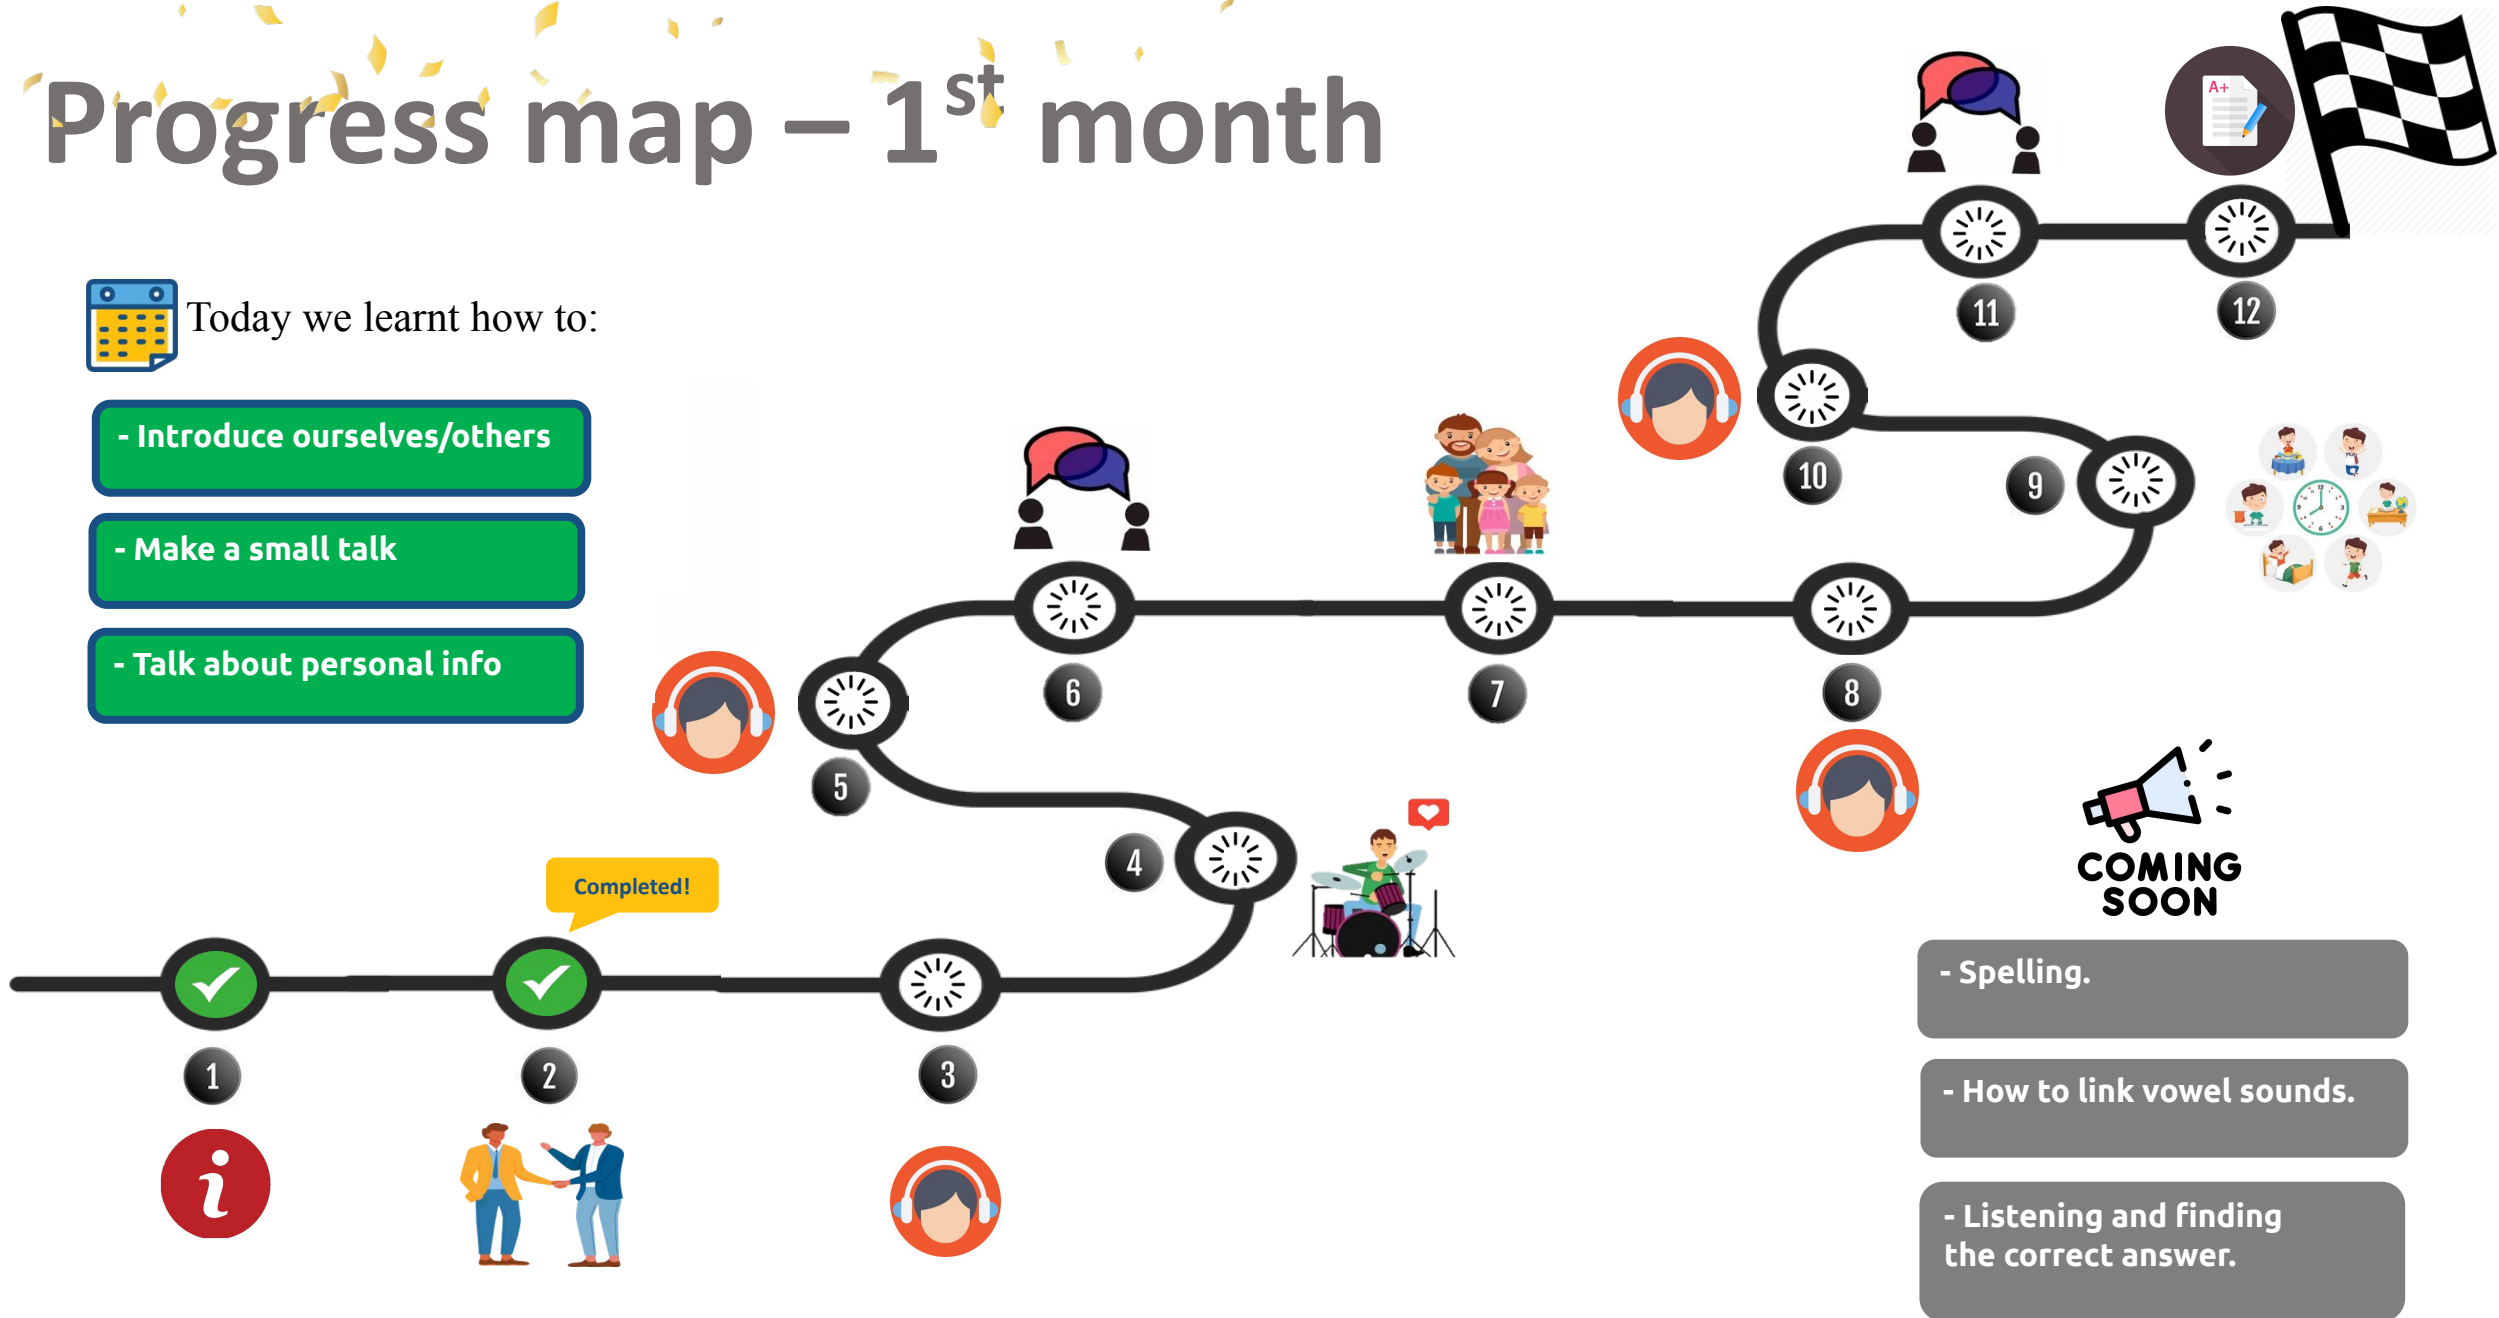 Progress map – 1st month
Today we learnt how to:
- Introduce ourselves/others
- Make a small talk
- Talk about personal info
Completed!
1
2
3
4
5
6
7
8
9
10
11
12
A+
i
COMING
SOON
- Spelling.
- How to link vowel sounds.
- Listening and finding
the correct answer.